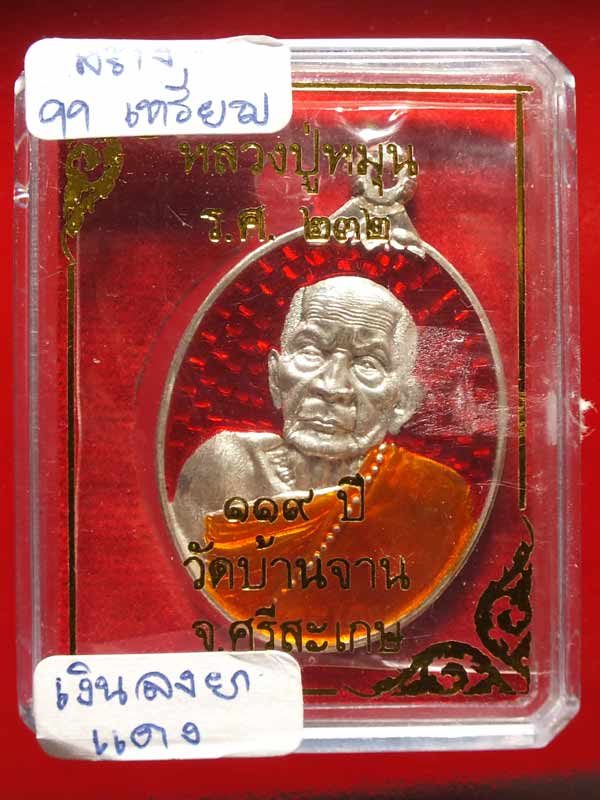 สร้าง
99 เหรียญ
หลวงปู่หมุน
ร.ศ. ๒๓๒
๑๑๙ ปี
วัดบ้านจาน
จ.ศรีสะเกษ
เงินลงยา
แดง